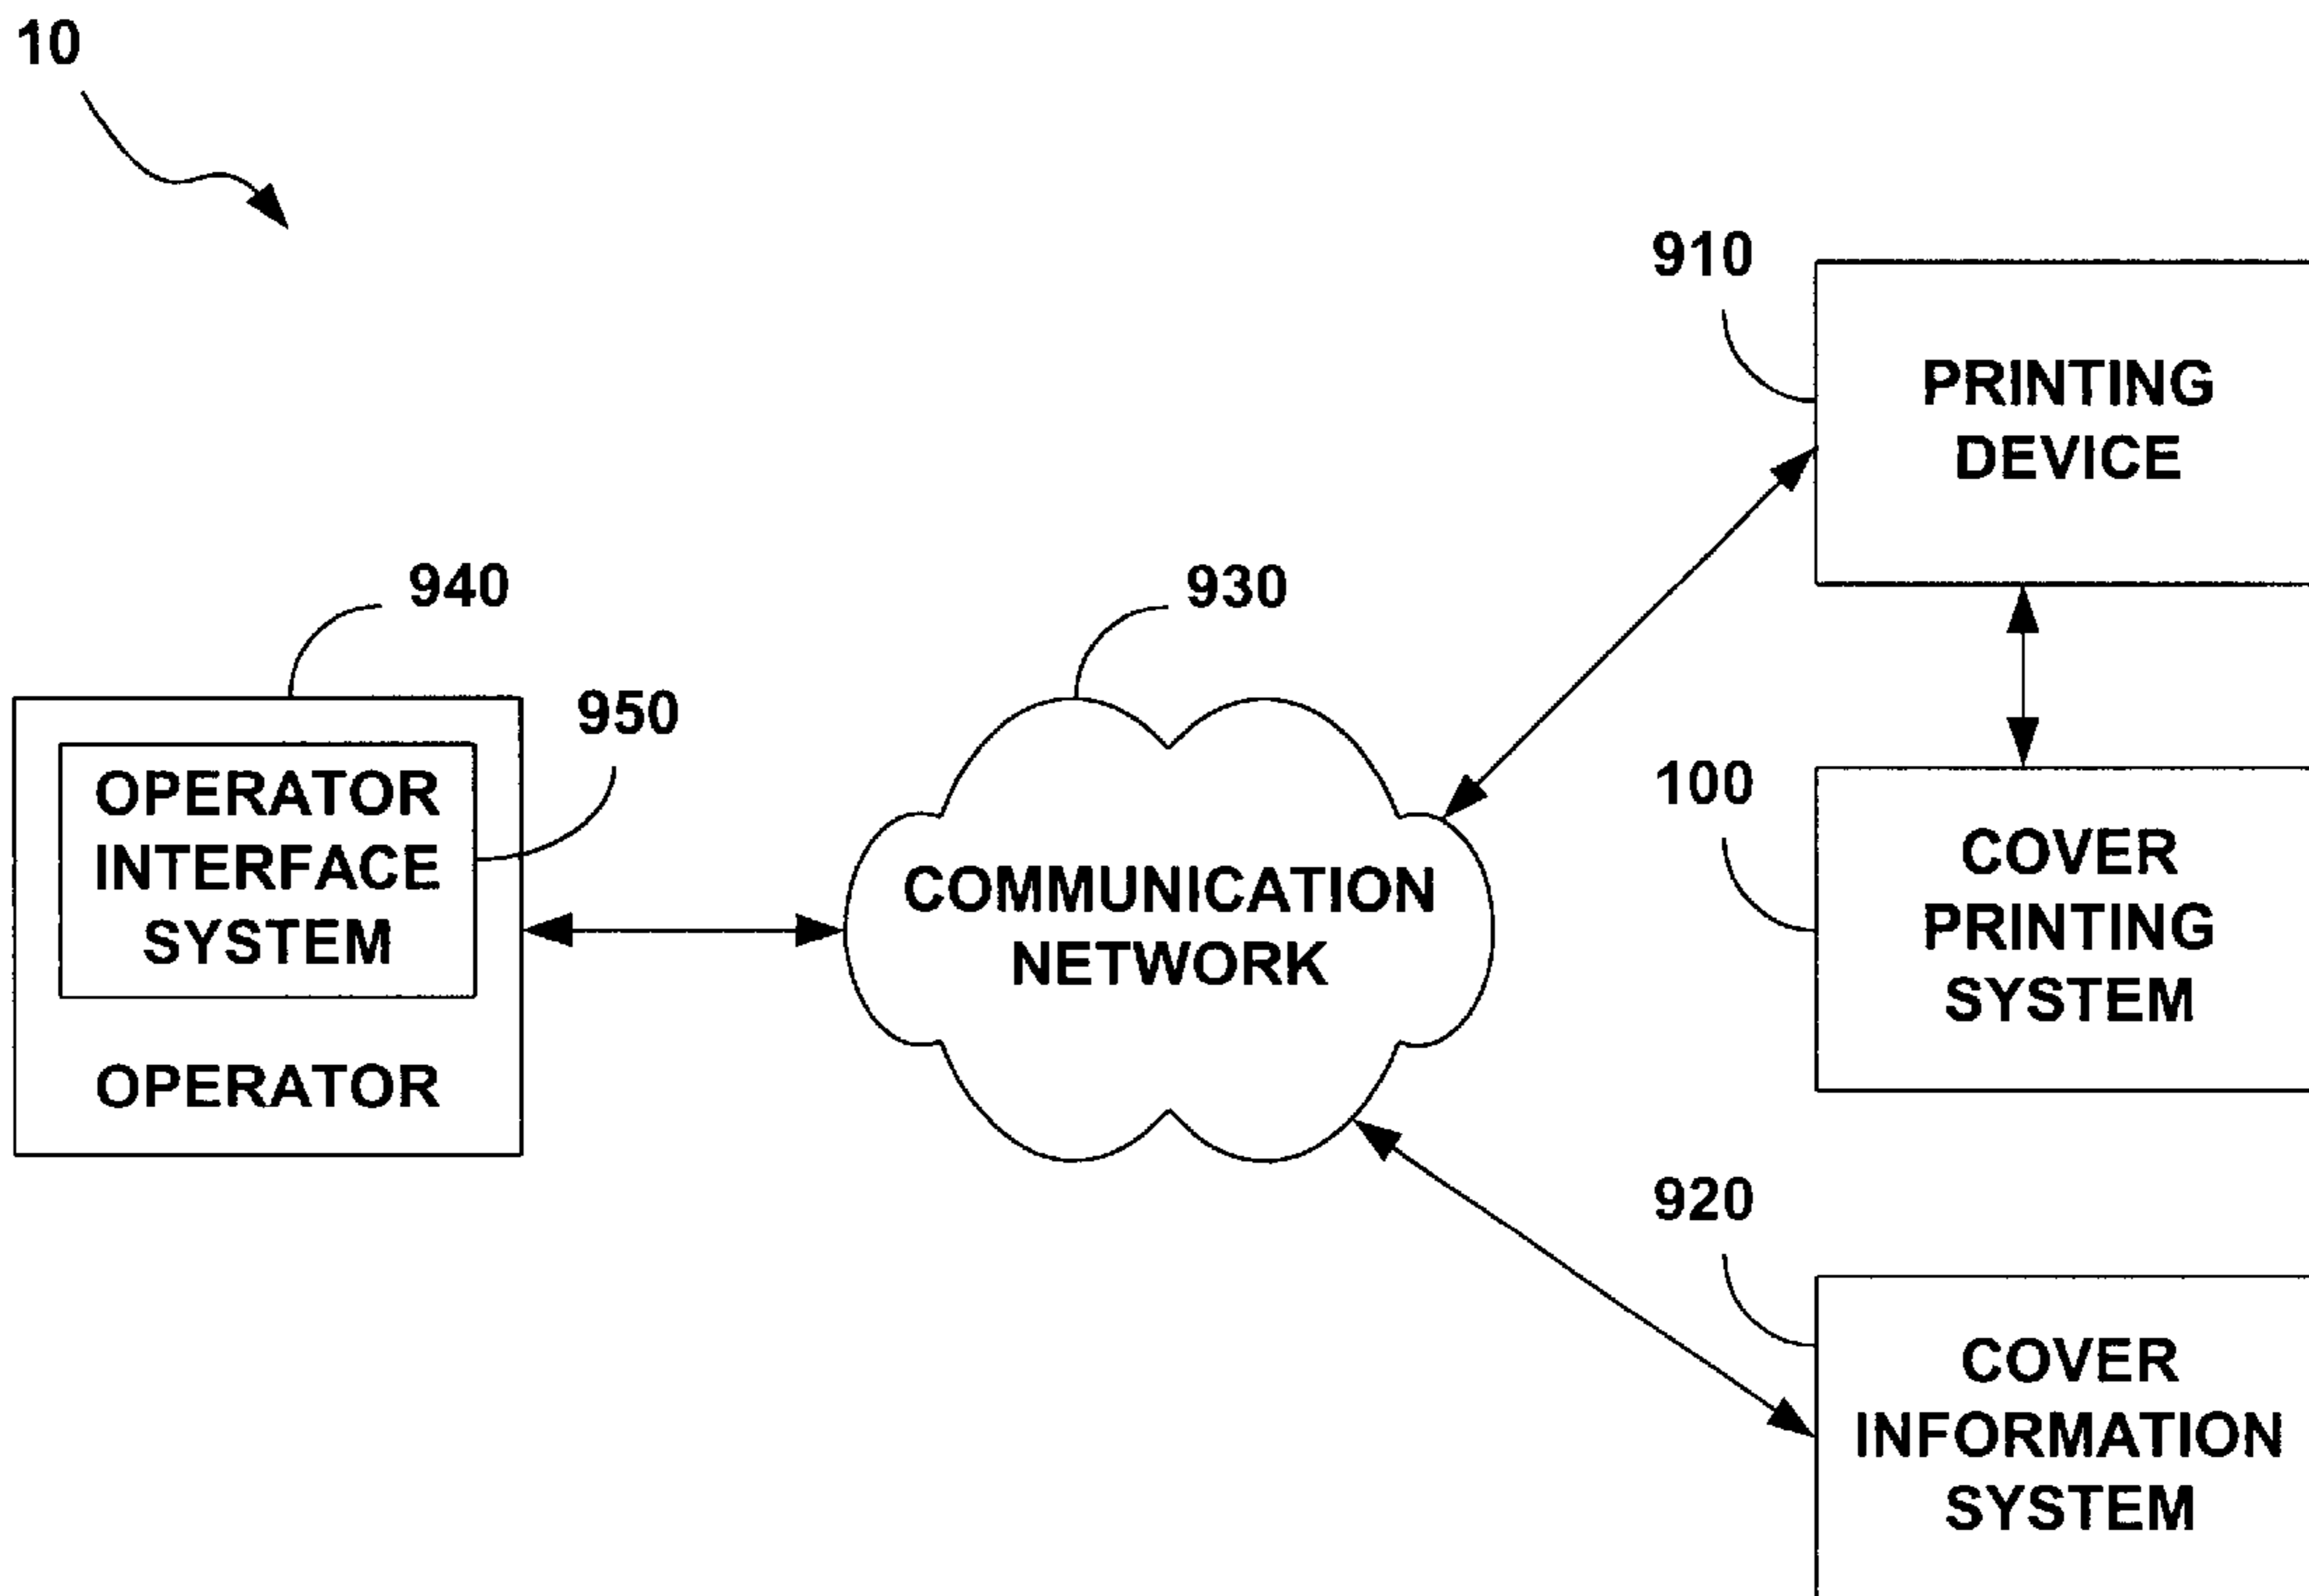 10
910
PRINTING
DEVICE
940
930
950
OPERATOR
INTERFACE
SYSTEM
OPERATOR
COMMUNICATION
NETWORK
100
COVER
PRINTING
SYSTEM
920
COVER
INFORMATION
SYSTEM